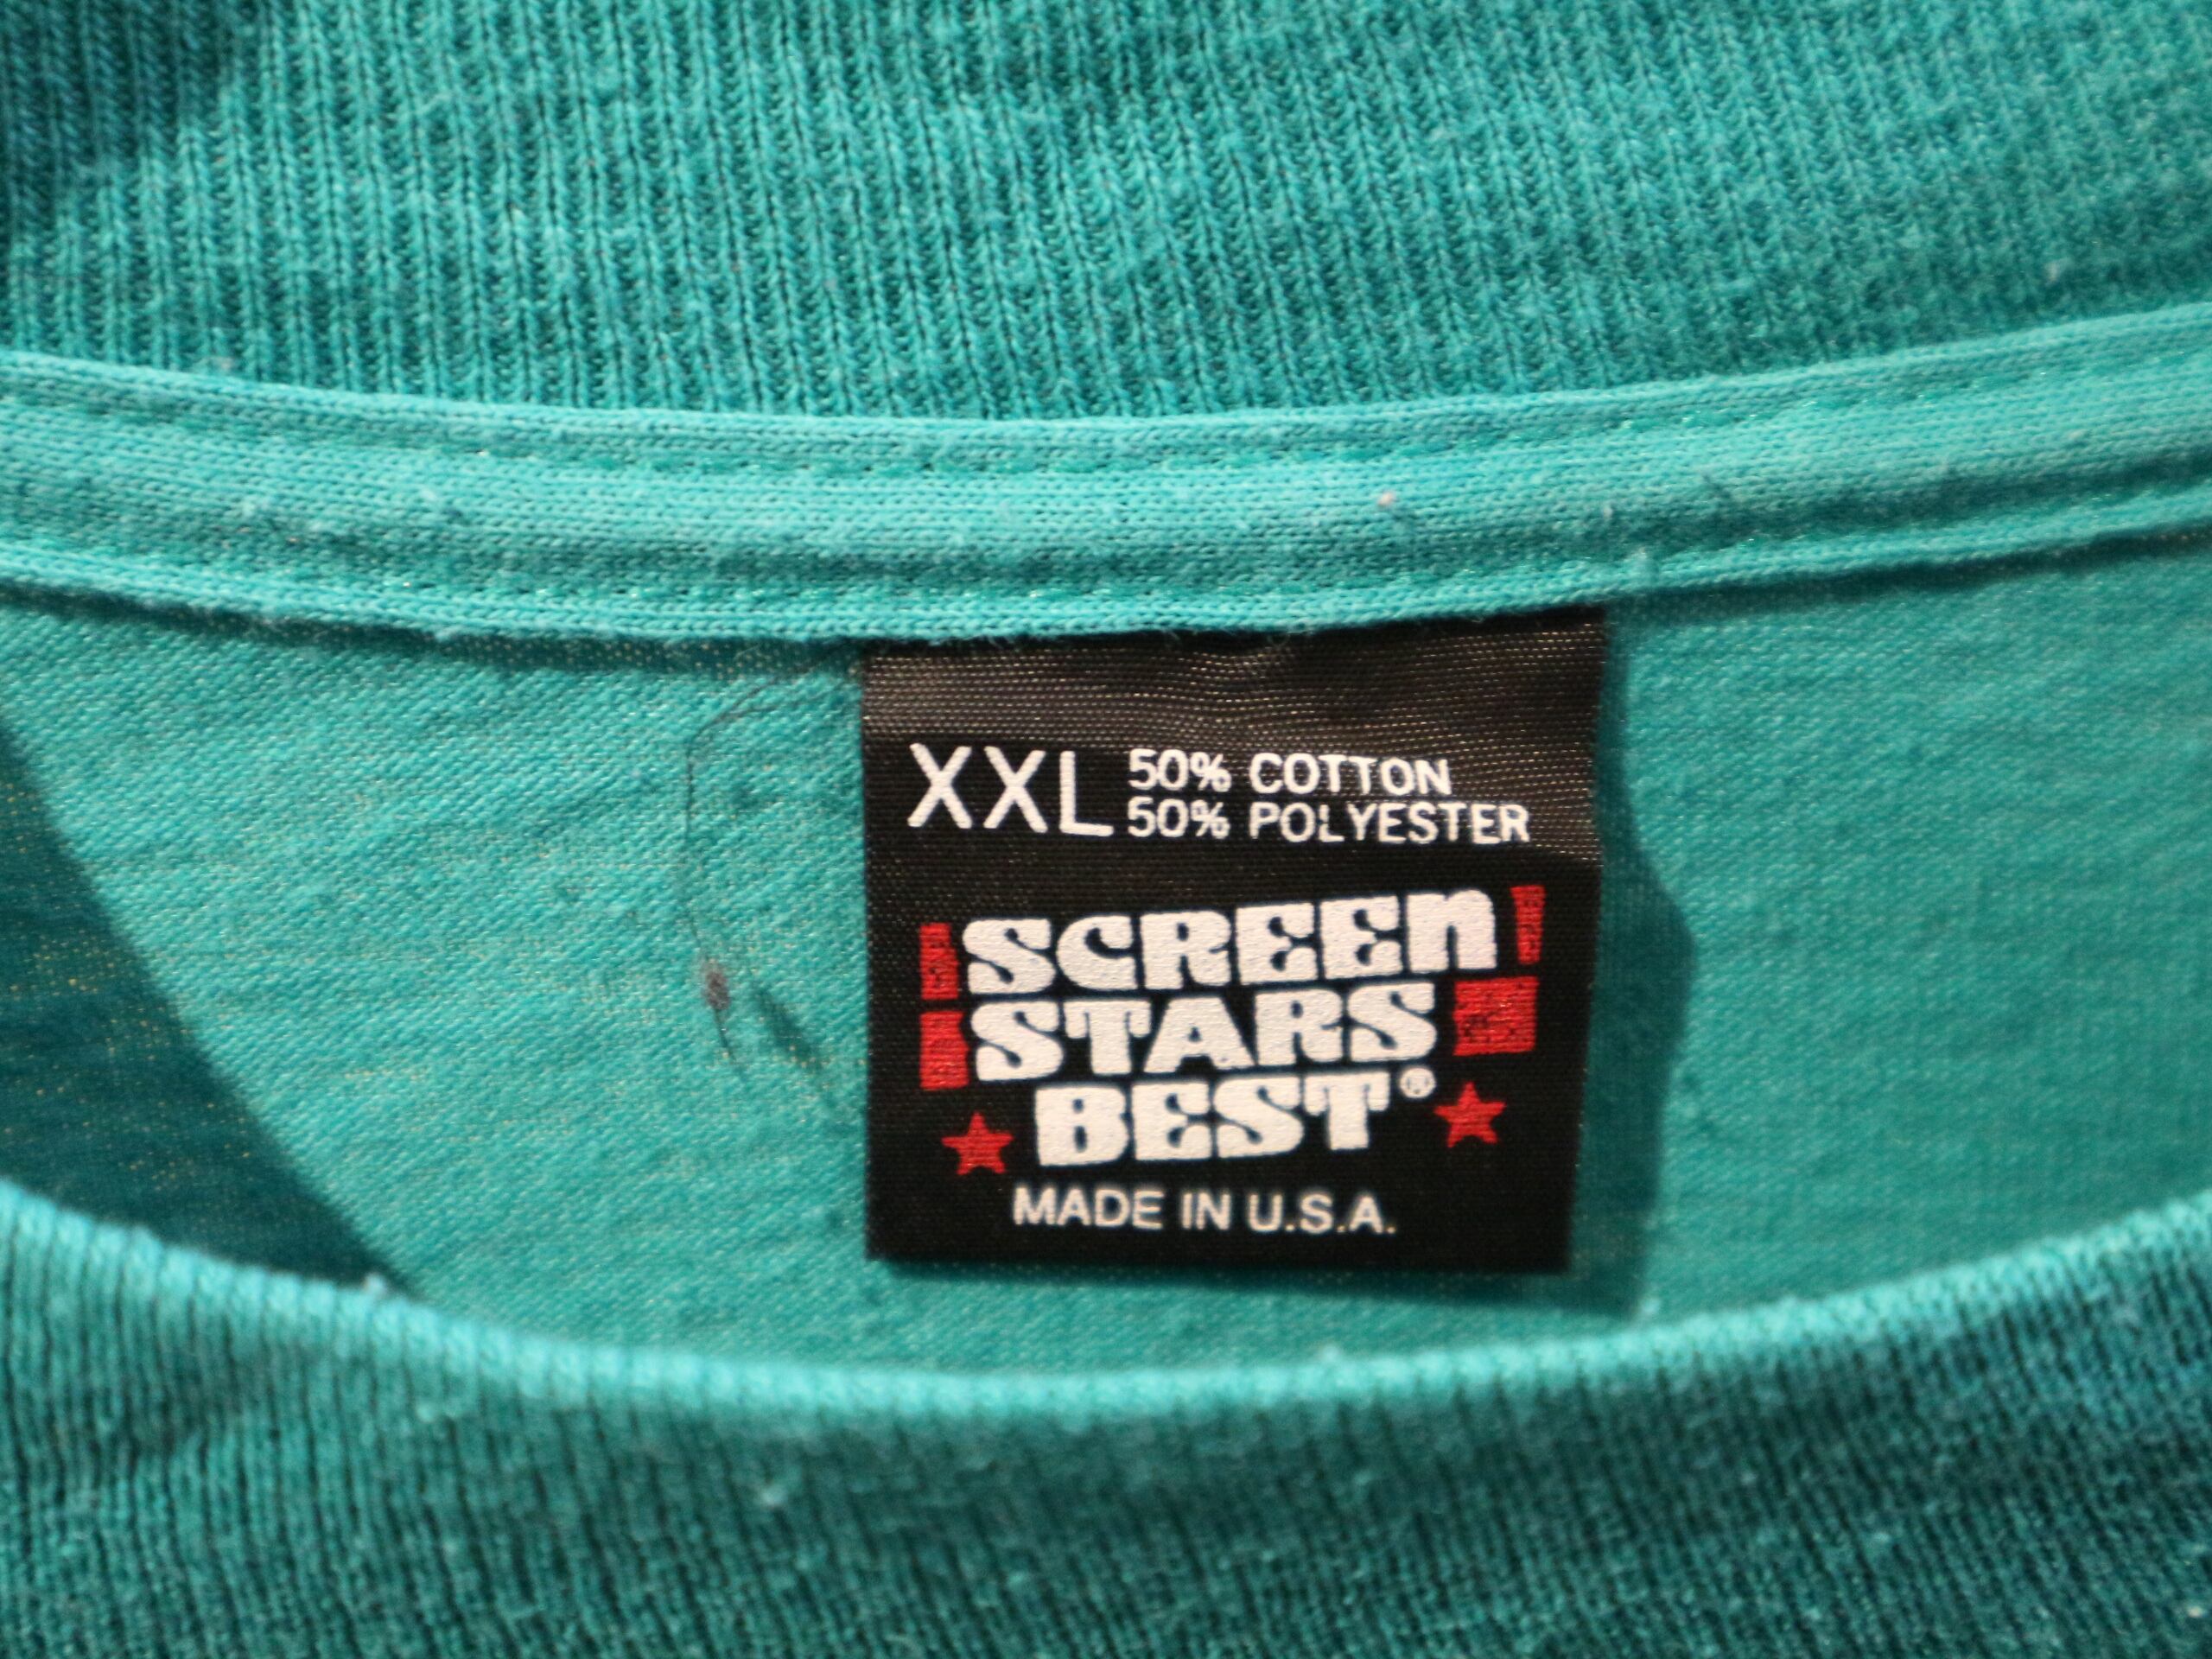 XXL 50% COTTON
50% POLYESTER
SCREEN
STARS
BEST®
MADE IN U.S.A.